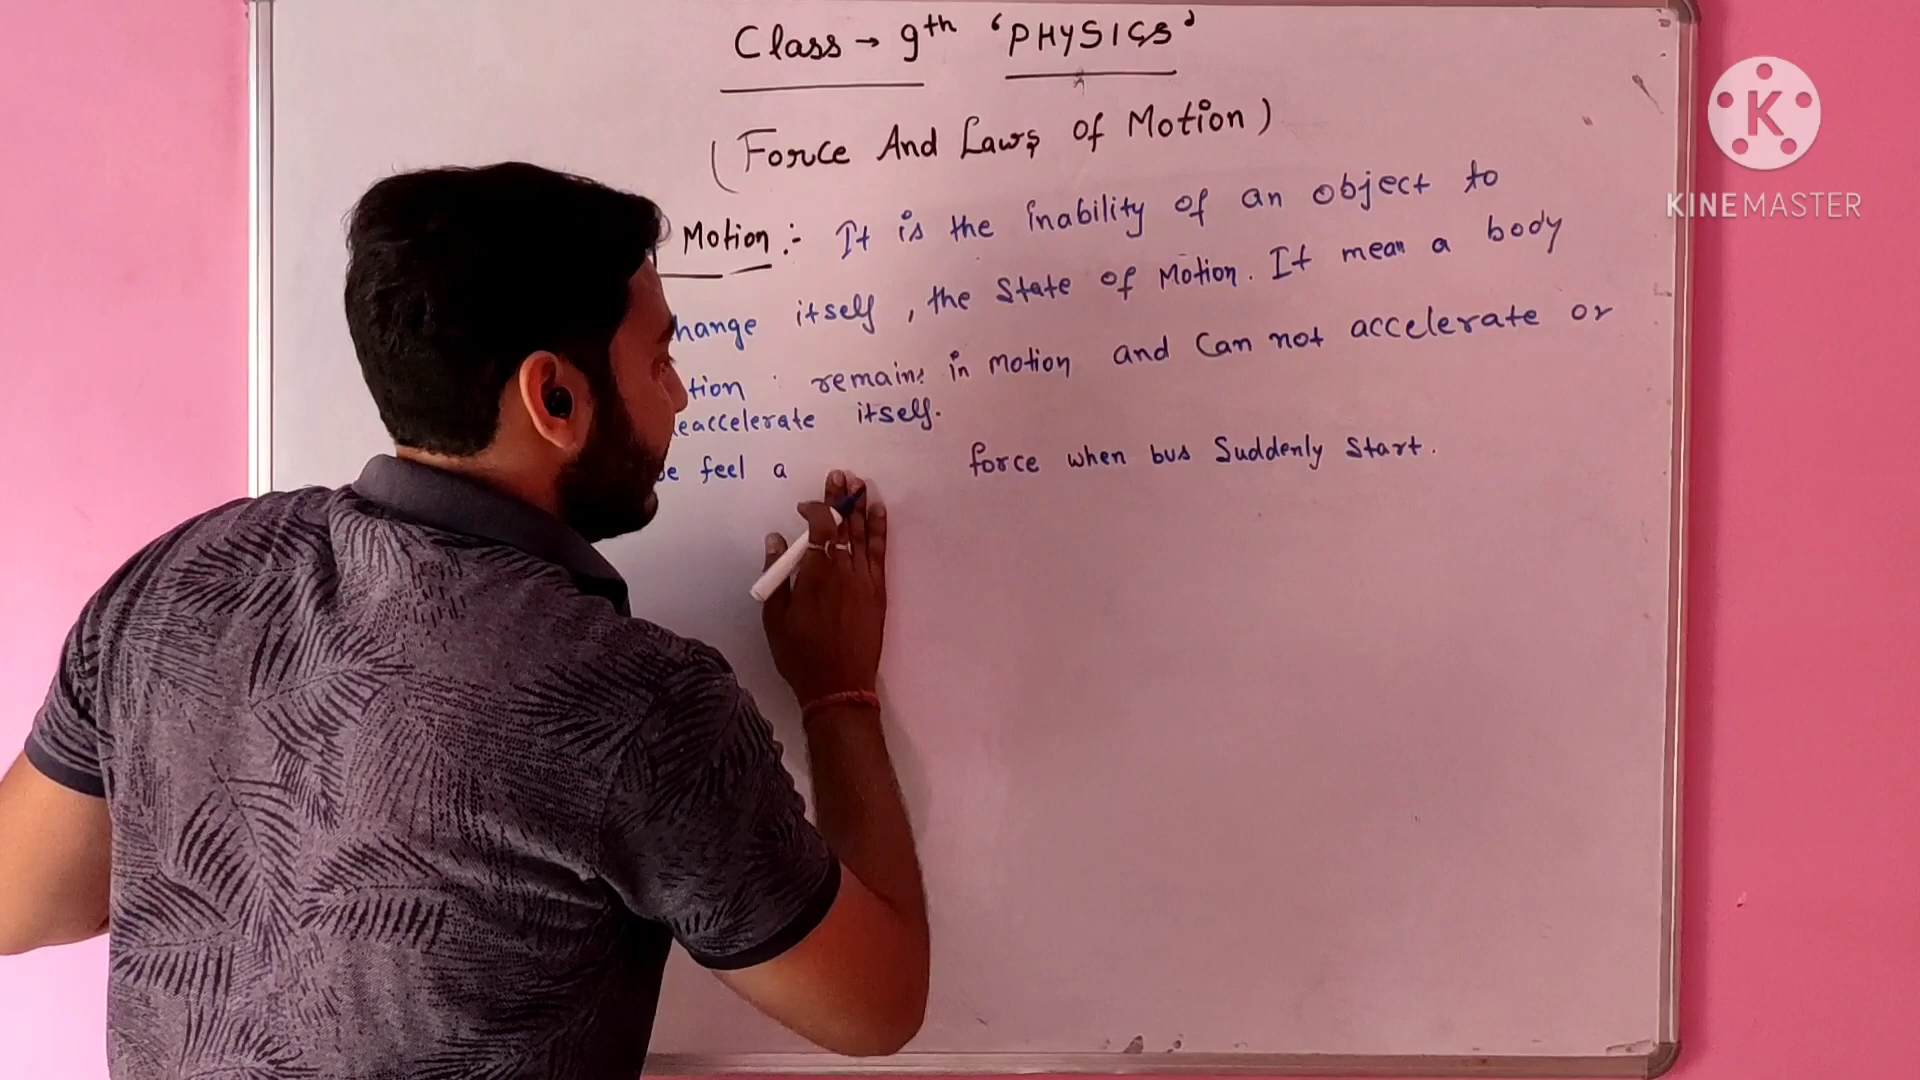 Class → 9th 'PHYSICS'
(Force And Laws of Motion)
Motion :- It is the inability of an object to
hange itself, the State of Motion. It mean a body
tion remains in motion and Can not accelerate or
eaccelerate itself.
e feel a force when bus Suddenly Start.
K
KINEMASTER